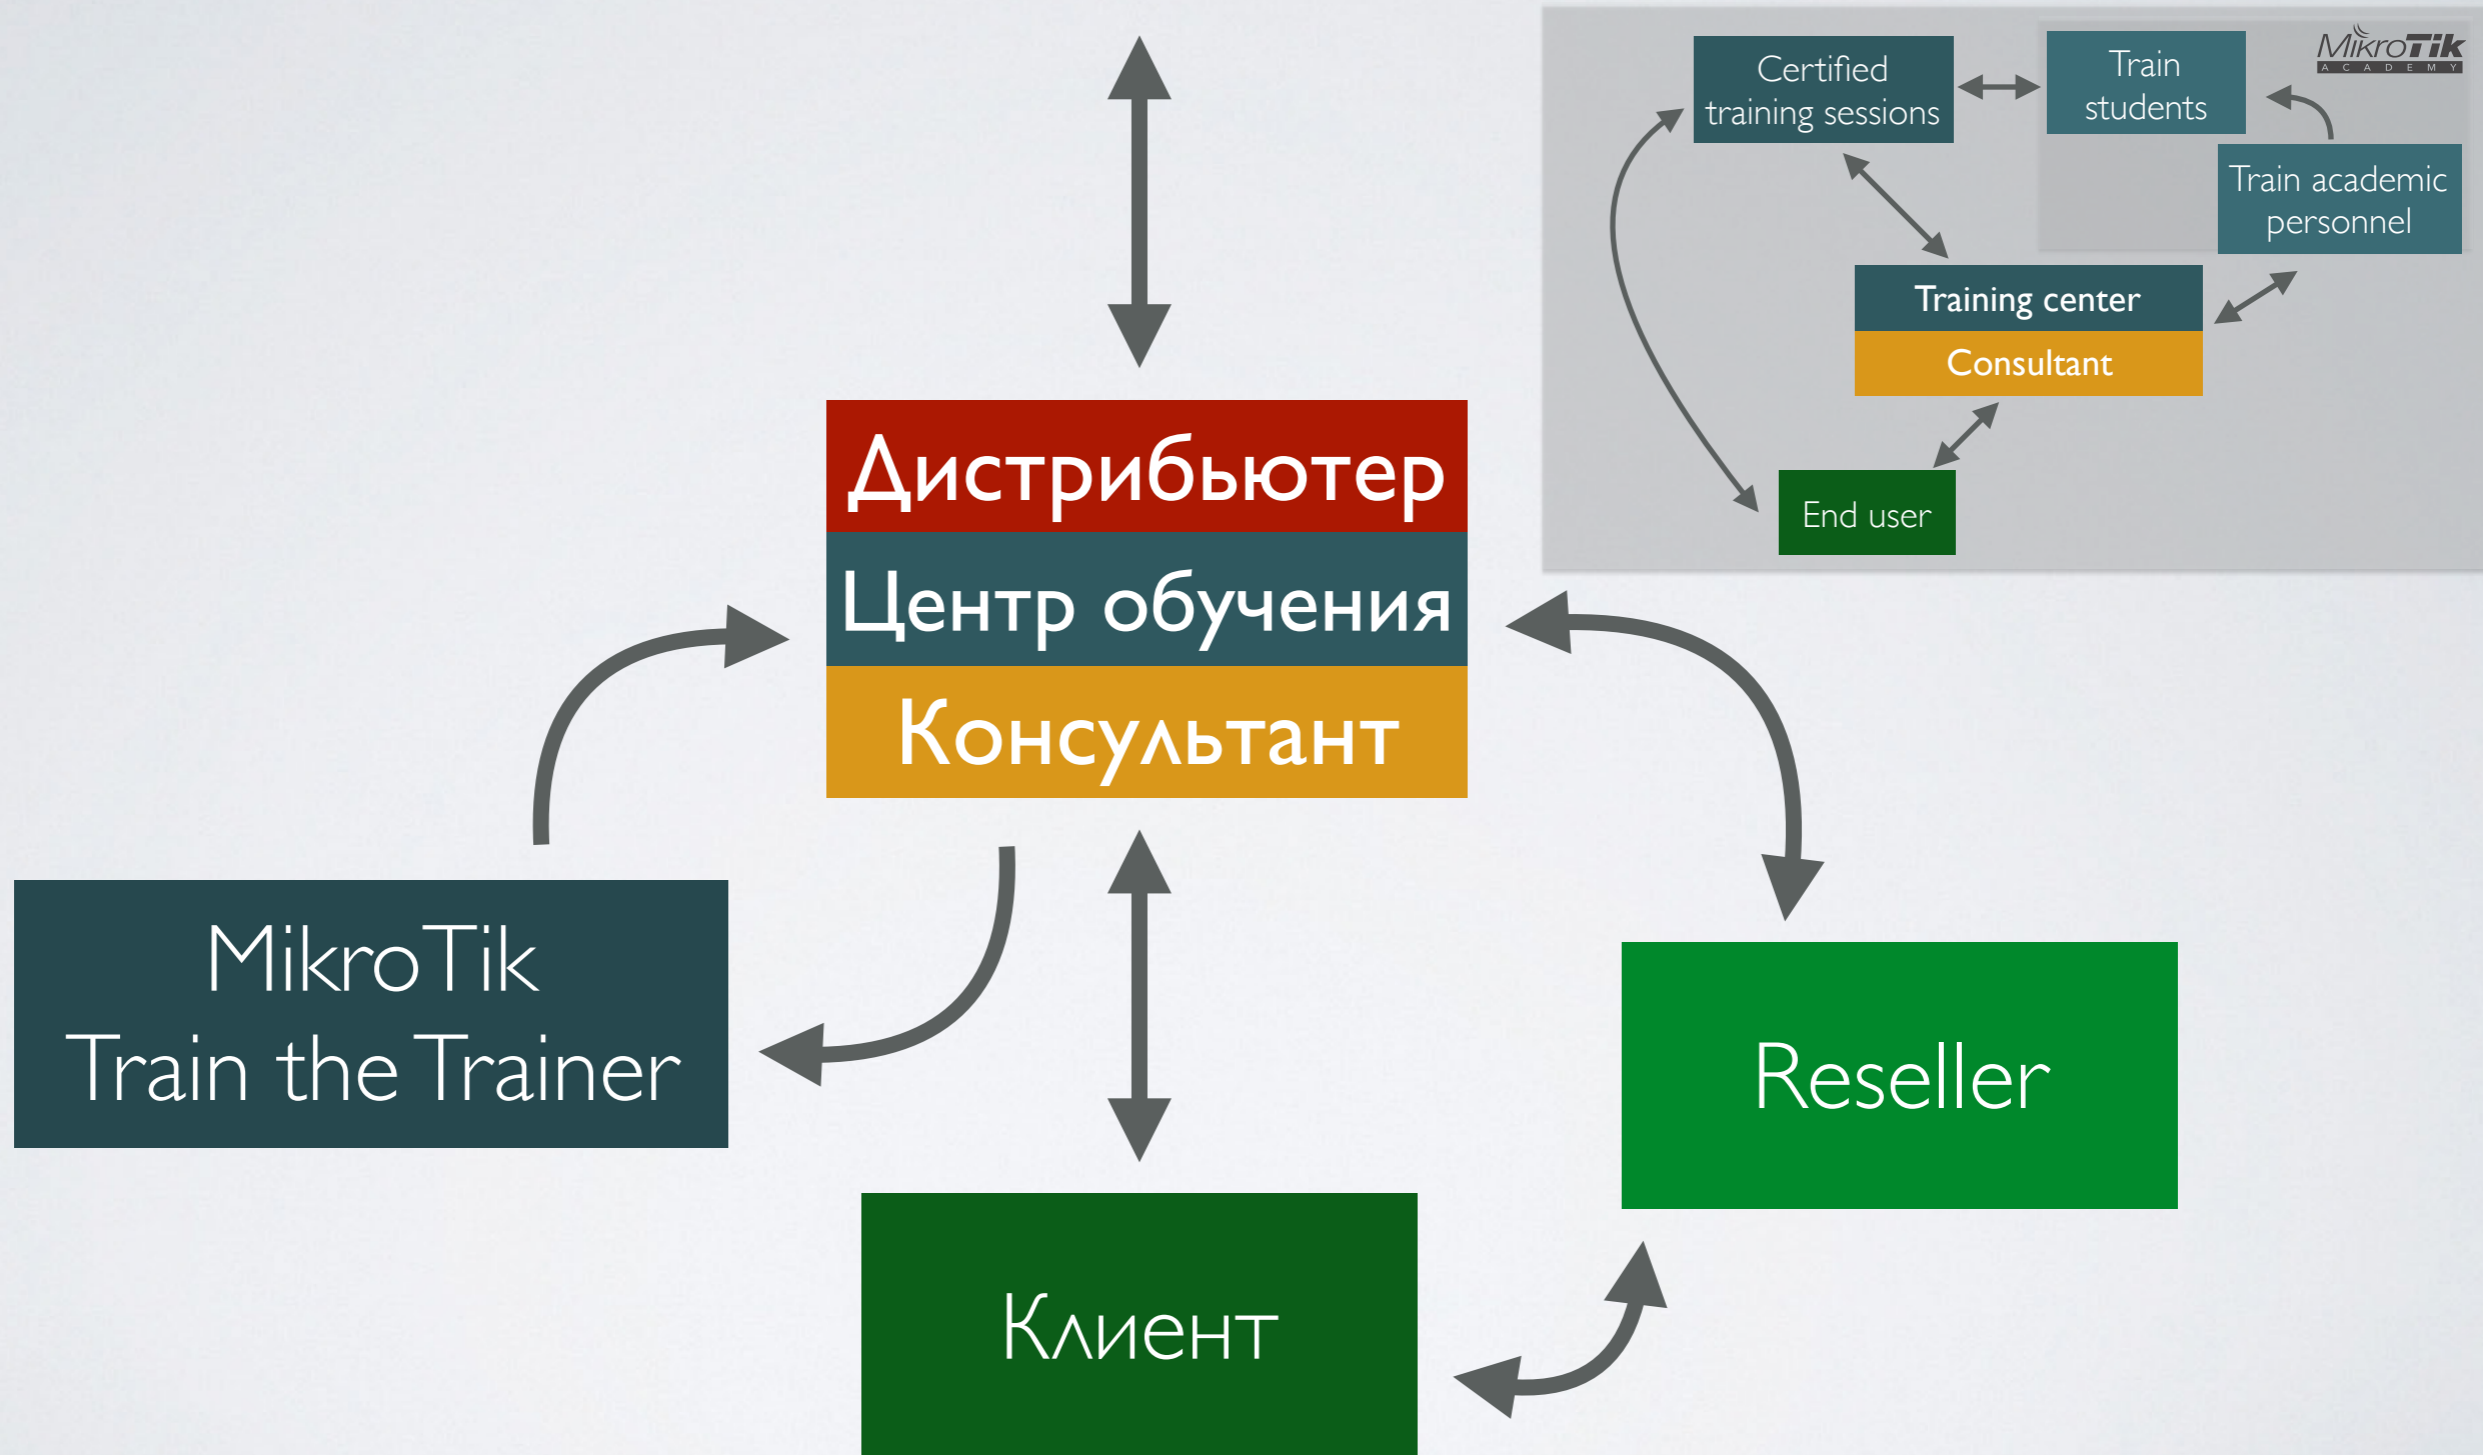 MikroTik
ACADEMY
Certified
training sessions
Train
students
Train academic
personnel
Training center
Consultant
End user
Дистрибьютер
Центр обучения
Консультант
MikroTik
Train the Trainer
Reseller
Клиент